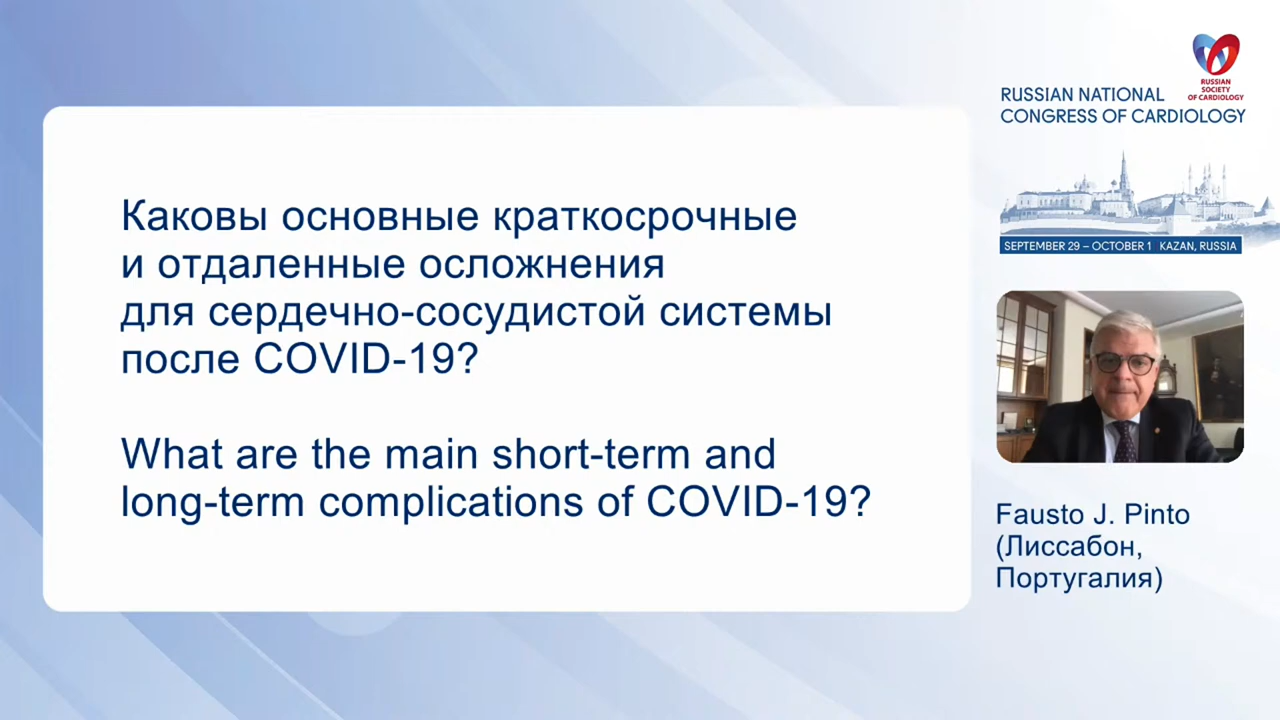 Каковы основные краткосрочные
и отдаленные осложнения
для сердечно-сосудистой системы
после COVID-19?
What are the main short-term and
long-term complications of COVID-19?
RUSSIAN
SOCIETY
OF CARDIOLOGY
RUSSIAN NATIONAL
CONGRESS OF CARDIOLOGY
SEPTEMBER 29 – OCTOBER 1 KAZAN, RUSSIA
Fausto J. Pinto
(Лиссабон,
Португалия)